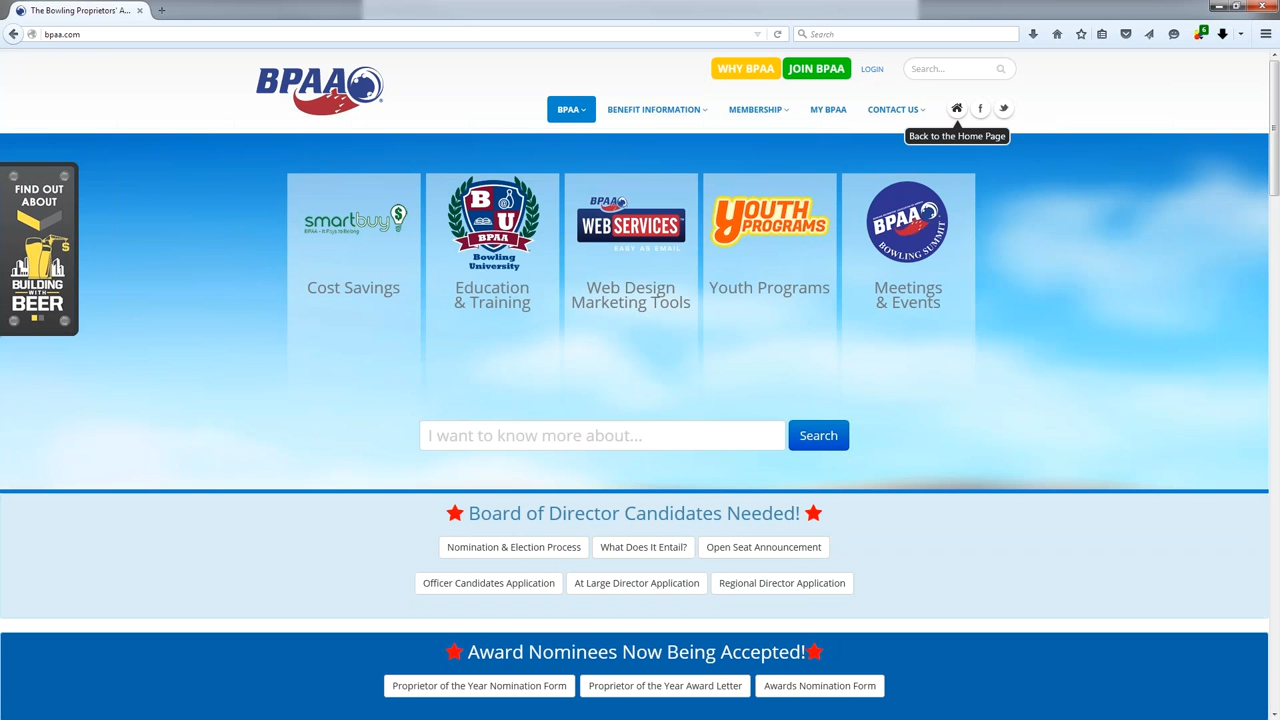 The Bowling Proprietors' A...
bpaa.com
Search
6
BPAA
WHY BPAA
JOIN BPAA
LOGIN
Search...
BPAA
BENEFIT INFORMATION
MEMBERSHIP
MY BPAA
CONTACT US
f
Back to the Home Page
FIND OUT
ABOUT
BUILDING
WITH
BEER
smartbuy
Cost Savings
B U
BPAA
Bowling
University
Education
& Training
BPAA
WEB SERVICES
EASY AS EMAIL
Web Design
Marketing Tools
YOUTH
PROGRAMS
Youth Programs
BPAA
BOWLING SUMMIT
Meetings
& Events
I want to know more about...
Search
Board of Director Candidates Needed!
Nomination & Election Process
What Does It Entail?
Open Seat Announcement
Officer Candidates Application
At Large Director Application
Regional Director Application
Award Nominees Now Being Accepted!
Proprietor of the Year Nomination Form
Proprietor of the Year Award Letter
Awards Nomination Form